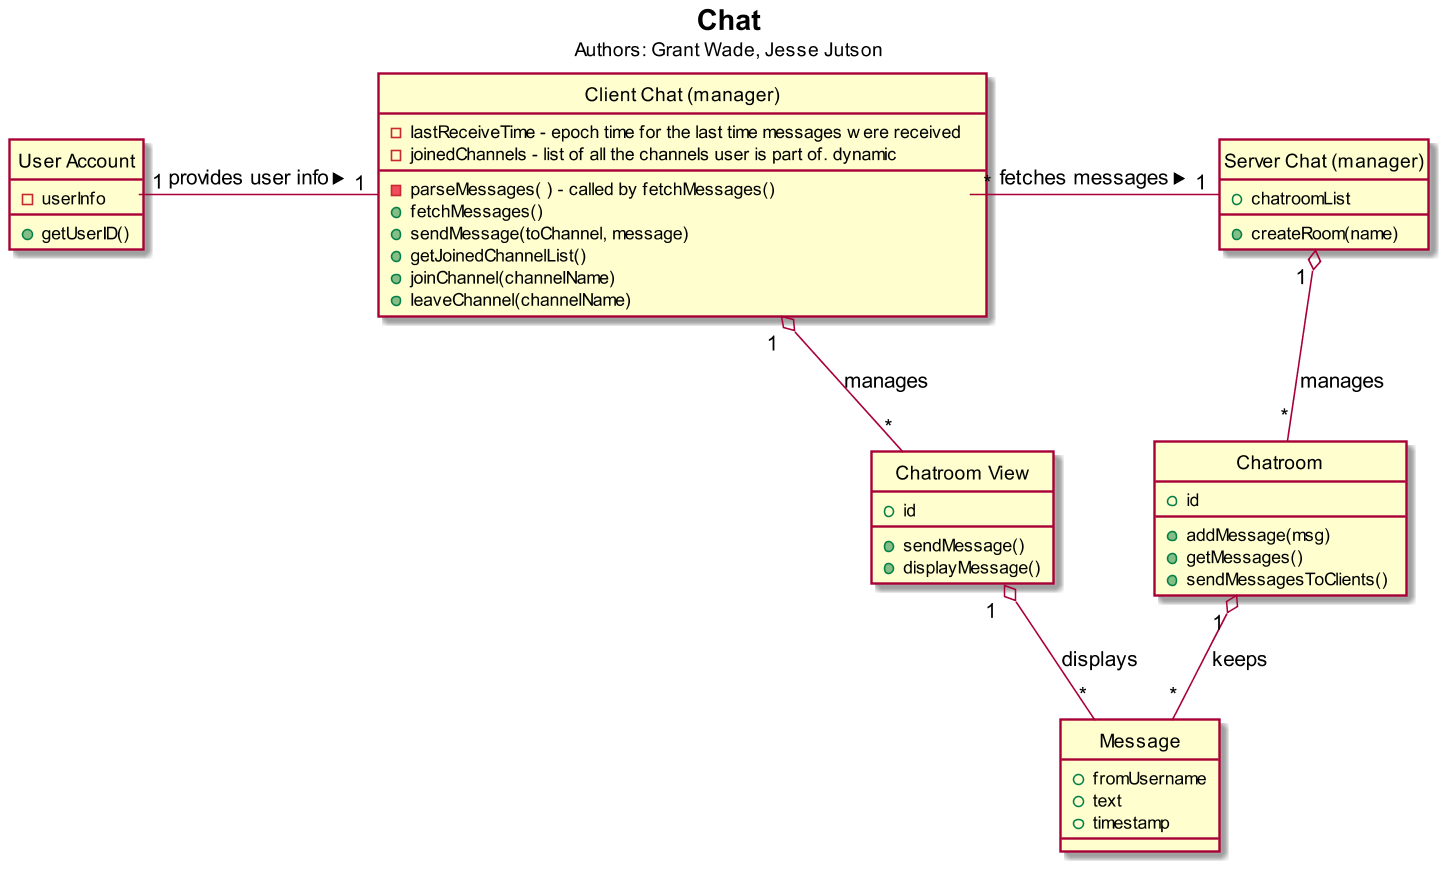 Chat
Authors: Grant Wade, Jesse Jutson
User Account
userInfo
getUserID()
1 provides user info ▶ 1
Client Chat (manager)
lastReceiveTime - epoch time for the last time messages were received
joinedChannels - list of all the channels user is part of. dynamic
parseMessages( ) - called by fetchMessages()
fetchMessages()
sendMessage(toChannel, message)
getJoinedChannelList()
joinChannel(channelName)
leaveChannel(channelName)
* fetches messages ▶ 1
Server Chat (manager)
chatroomList
createRoom(name)
1
manages
*
1
manages
*
Chatroom View
id
sendMessage()
displayMessage()
Chatroom
id
addMessage(msg)
getMessages()
sendMessagesToClients()
1
displays
*
1
keeps
*
Message
fromUsername
text
timestamp